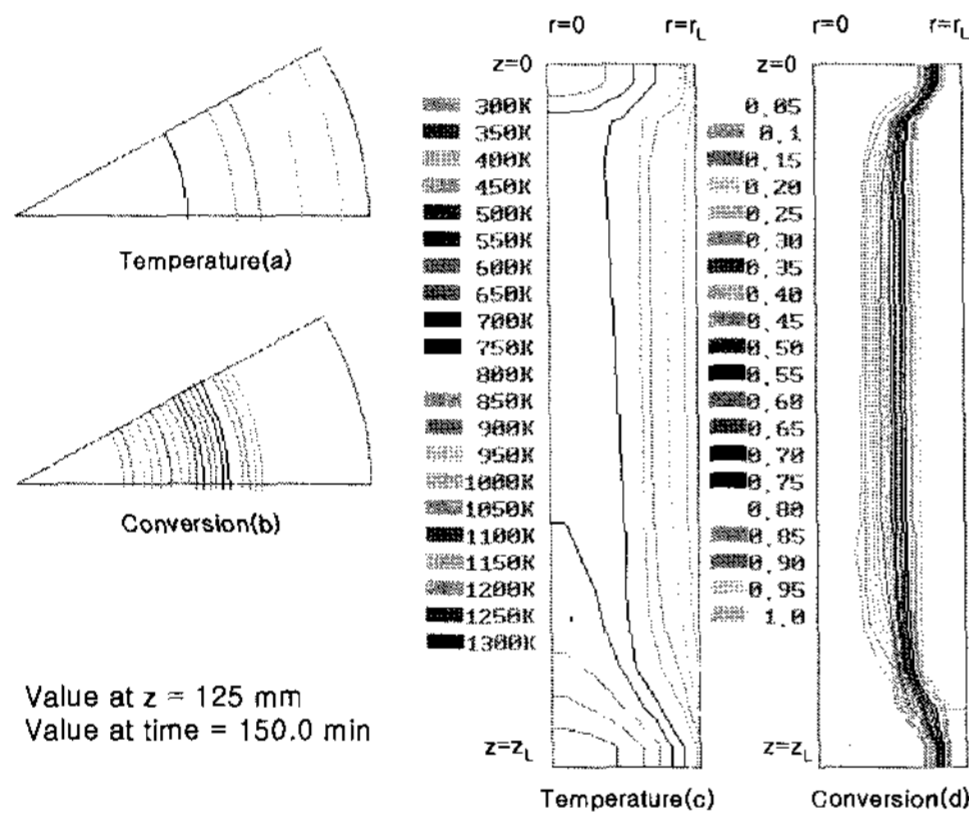 Temperature(a)
Conversion(b)
Value at z = 125 mm
Value at time = 150.0 min
r=0 r=rL
z=0
300K
350K
400K
450K
500K
550K
600K
650K
700K
750K
800K
850K
900K
950K
1000K
1050K
1100K
1150K
1200K
1250K
1300K
z=zL
Temperature(c)
r=0 r=rL
z=0
0.05
0.1
0.15
0.20
0.25
0.30
0.35
0.40
0.45
0.50
0.55
0.60
0.65
0.70
0.75
0.80
0.85
0.90
0.95
1.0
z=zL
Conversion(d)